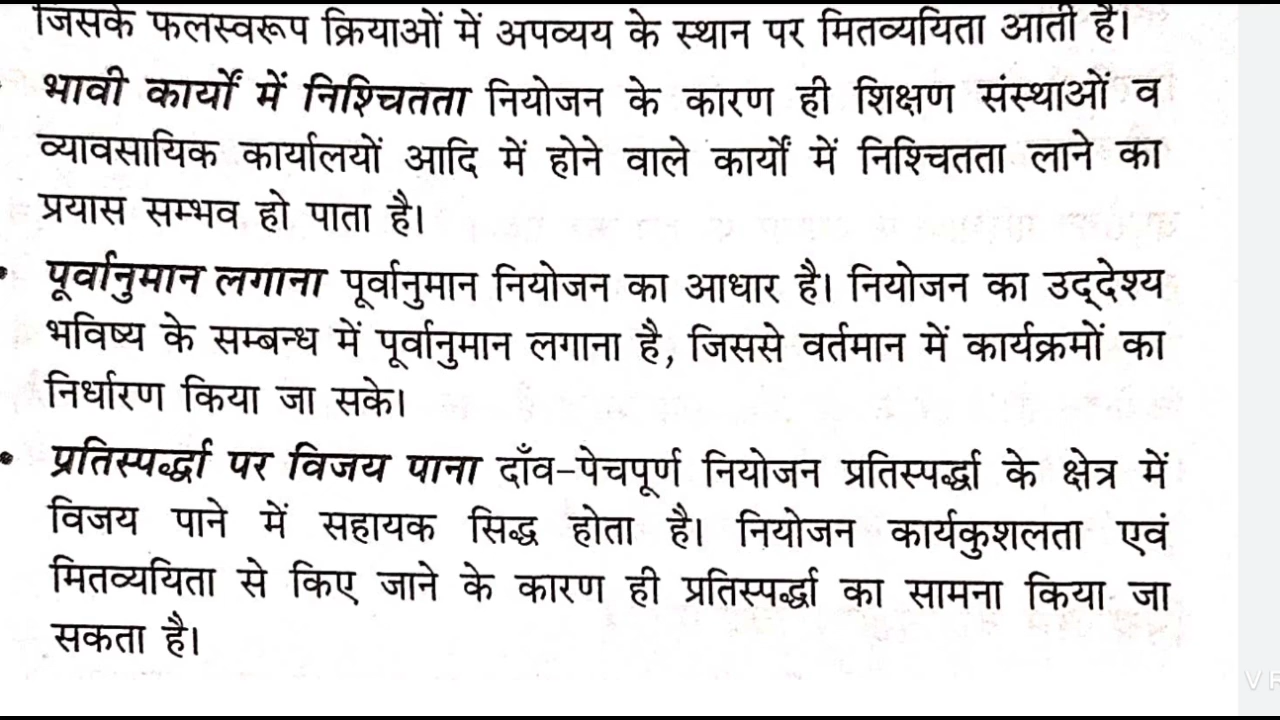 जिसके फलस्वरूप क्रियाओं में अपव्यय के स्थान पर मितव्ययिता आती है।
भावी कार्यों में निश्चितता नियोजन के कारण ही शिक्षण संस्थाओं व
व्यावसायिक कार्यालयों आदि में होने वाले कार्यों में निश्चितता लाने का
प्रयास सम्भव हो पाता है।
• पूर्वानुमान लगाना पूर्वानुमान नियोजन का आधार है। नियोजन का उद्देश्य
भविष्य के सम्बन्ध में पूर्वानुमान लगाना है, जिससे वर्तमान में कार्यक्रमों का
निर्धारण किया जा सके।
• प्रतिस्पर्द्धा पर विजय पाना दाँव-पेचपूर्ण नियोजन प्रतिस्पर्द्धा के क्षेत्र में
विजय पाने में सहायक सिद्ध होता है। नियोजन कार्यकुशलता एवं
मितव्ययिता से किए जाने के कारण ही प्रतिस्पर्द्धा का सामना किया जा
सकता है।